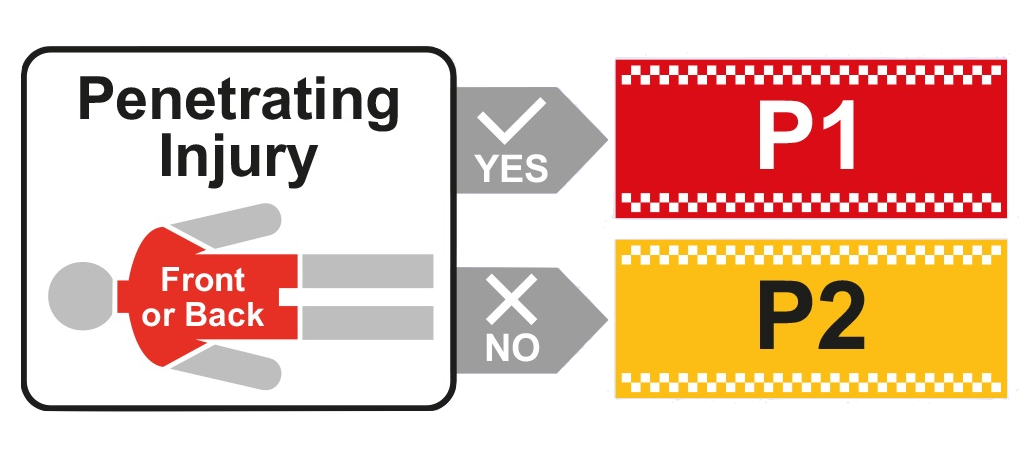 Penetrating
Injury
Front
or Back
YES
P1
NO
P2